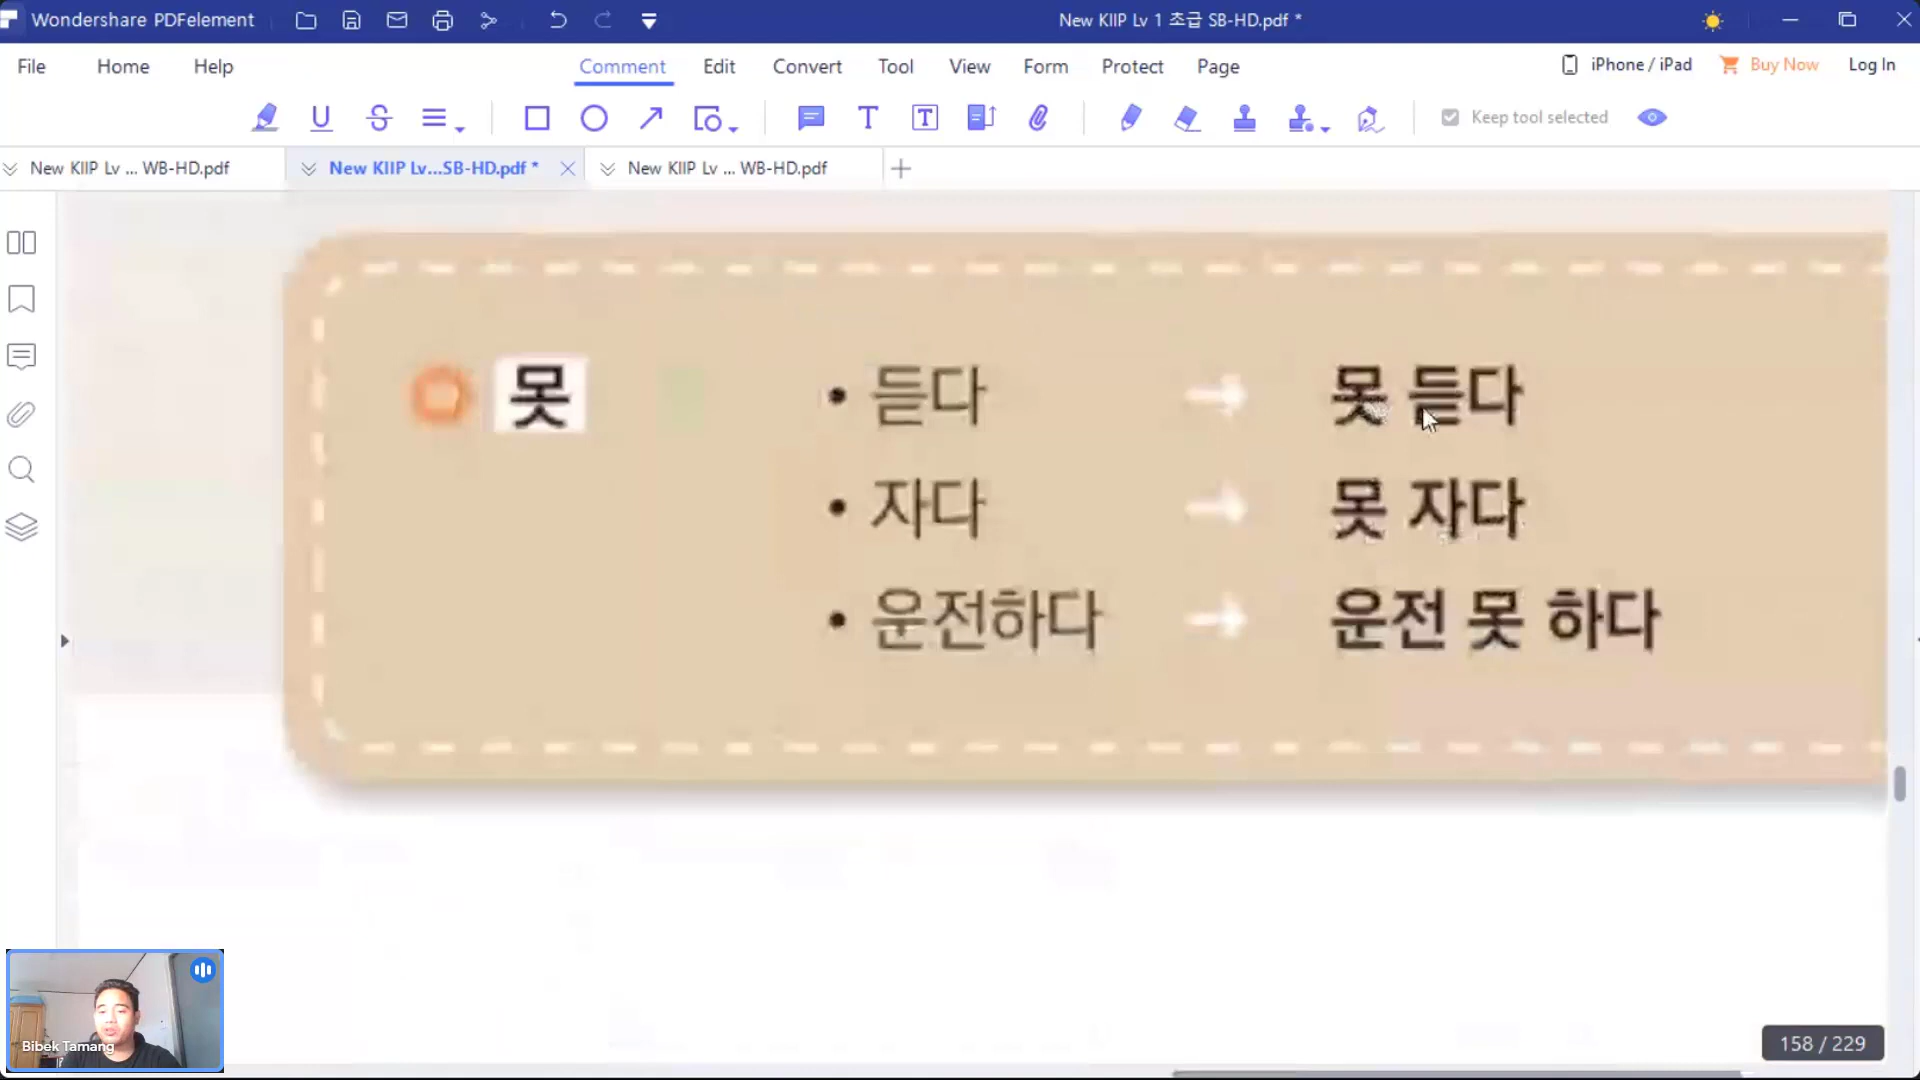 Wondershare PDFelement
New KIIP Lv 1 초급 SB-HD.pdf *
File Home Help Comment Edit Convert Tool View Form Protect Page iPhone / iPad Buy Now Log In
Keep tool selected
New KIIP Lv ... WB-HD.pdf New KIIP Lv...SB-HD.pdf * New KIIP Lv ... WB-HD.pdf
못 • 듣다 → 못 듣다
• 자다 → 못 자다
• 운전하다 → 운전 못 하다
Bibek Tamang
158 / 229